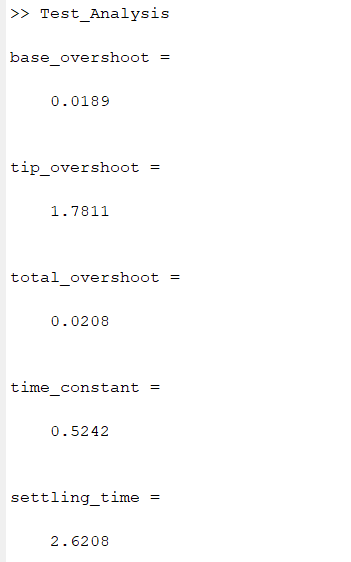 >> Test_Analysis
base_overshoot =
0.0189
tip_overshoot =
1.7811
total_overshoot =
0.0208
time_constant =
0.5242
settling_time =
2.6208